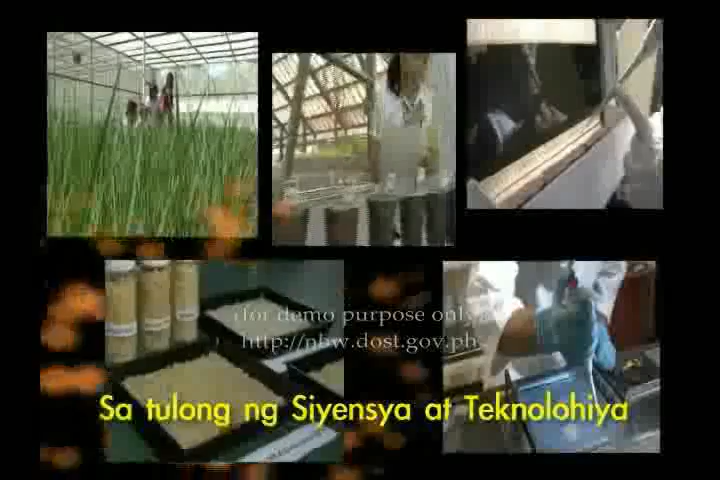 for demo purpose only
http://nbw.dost.gov.ph
Sa tulong ng Siyensya at Teknolohiya